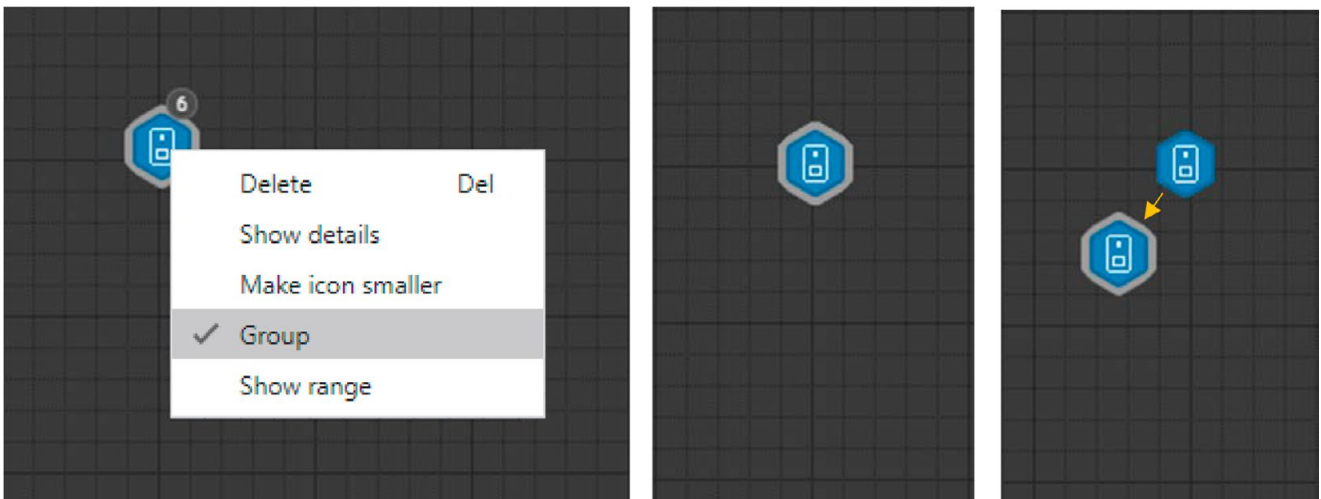 6
Delete Del
Show details
Make icon smaller
Group
Show range